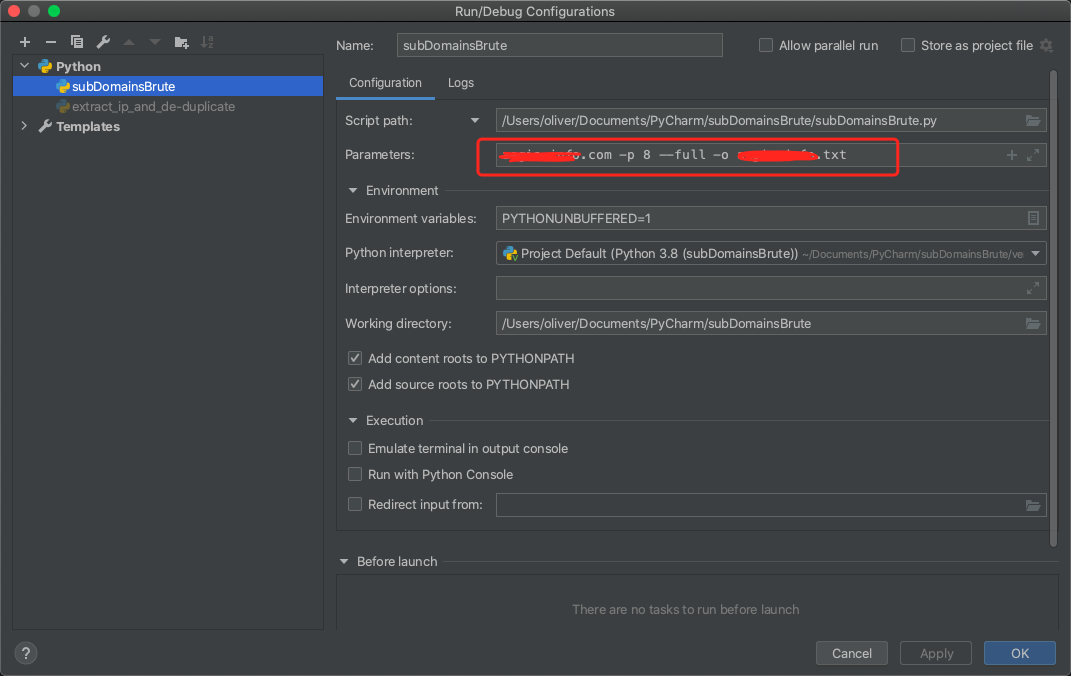 Run/Debug Configurations
Name:
subDomainsBrute
Allow parallel run
Store as project file
Python
subDomainsBrute
extract_ip_and_de-duplicate
Templates
Configuration
Logs
Script path:
/Users/oliver/Documents/PyCharm/subDomainsBrute/subDomainsBrute.py
Parameters:
.com -p 8 --full -o .txt
Environment
Environment variables:
PYTHONUNBUFFERED=1
Python interpreter:
Project Default (Python 3.8 (subDomainsBrute)) ~/Documents/PyCharm/subDomainsBrute/ve
Interpreter options:
Working directory:
/Users/oliver/Documents/PyCharm/subDomainsBrute
Add content roots to PYTHONPATH
Add source roots to PYTHONPATH
Execution
Emulate terminal in output console
Run with Python Console
Redirect input from:
Before launch
There are no tasks to run before launch
?
Cancel
Apply
OK